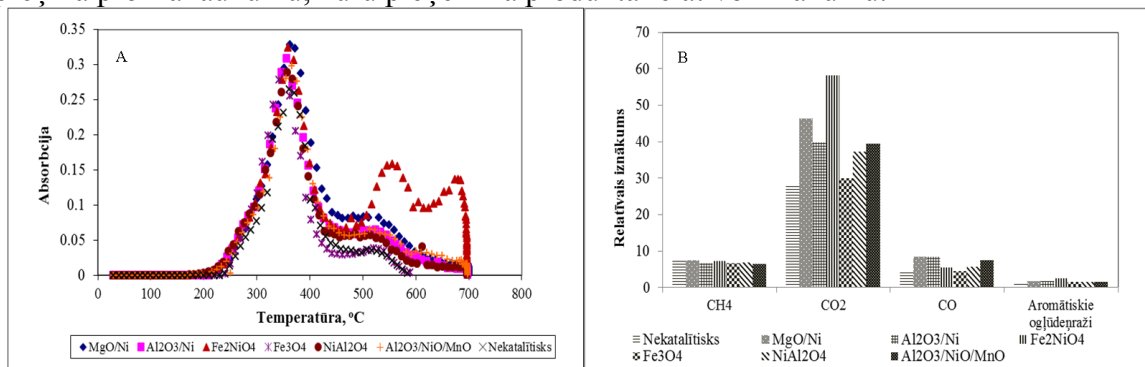 A
Absorbcija
0.35
0.3
0.25
0.2
0.15
0.1
0.05
0
0 100 200 300 400 500 600 700 800
Temperatūra, °C
MgO/Ni Al2O3/Ni Fe2NiO4 Fe3O4 NiAl2O4 Al2O3/NiO/MnO Nekatalītisks
B
Relatīvais iznākums
70
60
50
40
30
20
10
0
CH4 CO2 CO Aromātiskie
ogļūdeņraži
Nekatalītisks MgO/Ni Al2O3/Ni Fe2NiO4
Fe3O4 NiAl2O4 Al2O3/NiO/MnO